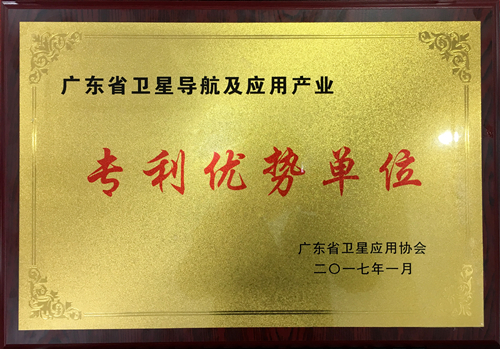 广东省卫星导航及应用产业
专利优势单位
广东省卫星应用协会
二〇一七年一月